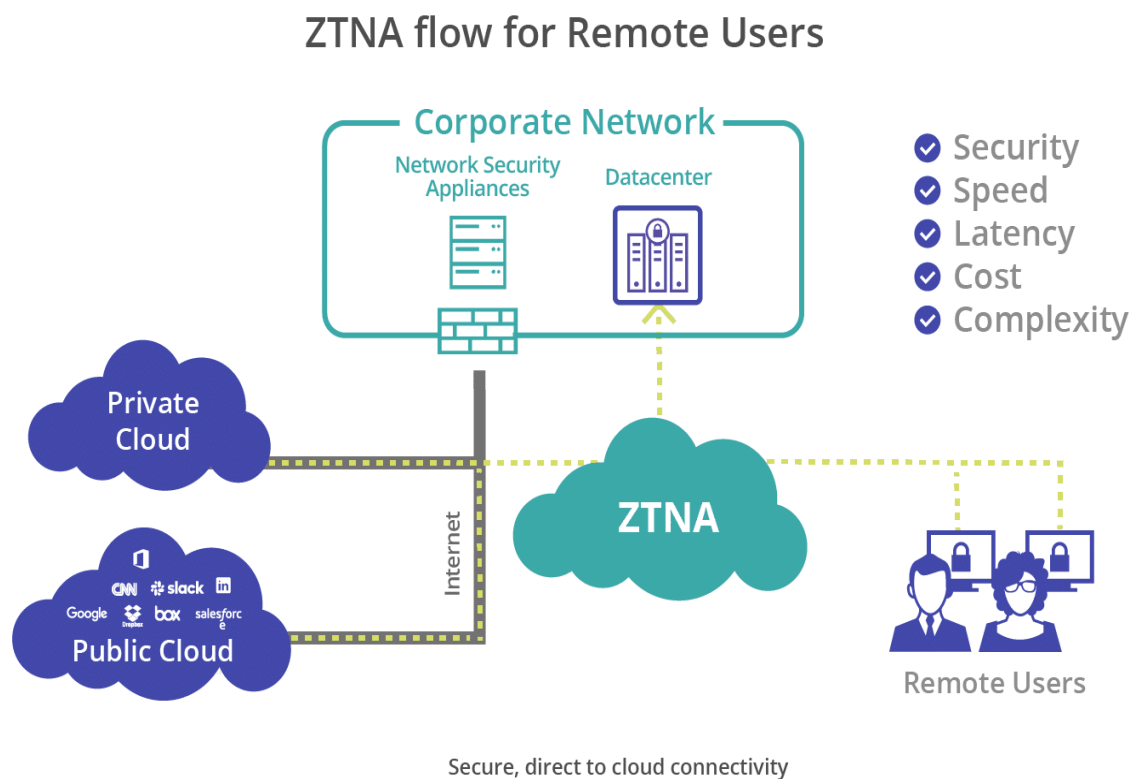 ZTNA flow for Remote Users
Corporate Network
Network Security
Appliances
Datacenter
Security
Speed
Latency
Cost
Complexity
Private
Cloud
ZTNA
Internet
CNN
slack
in
Google
Dropbox
box
salesforc
e
Public Cloud
Remote Users
Secure, direct to cloud connectivity